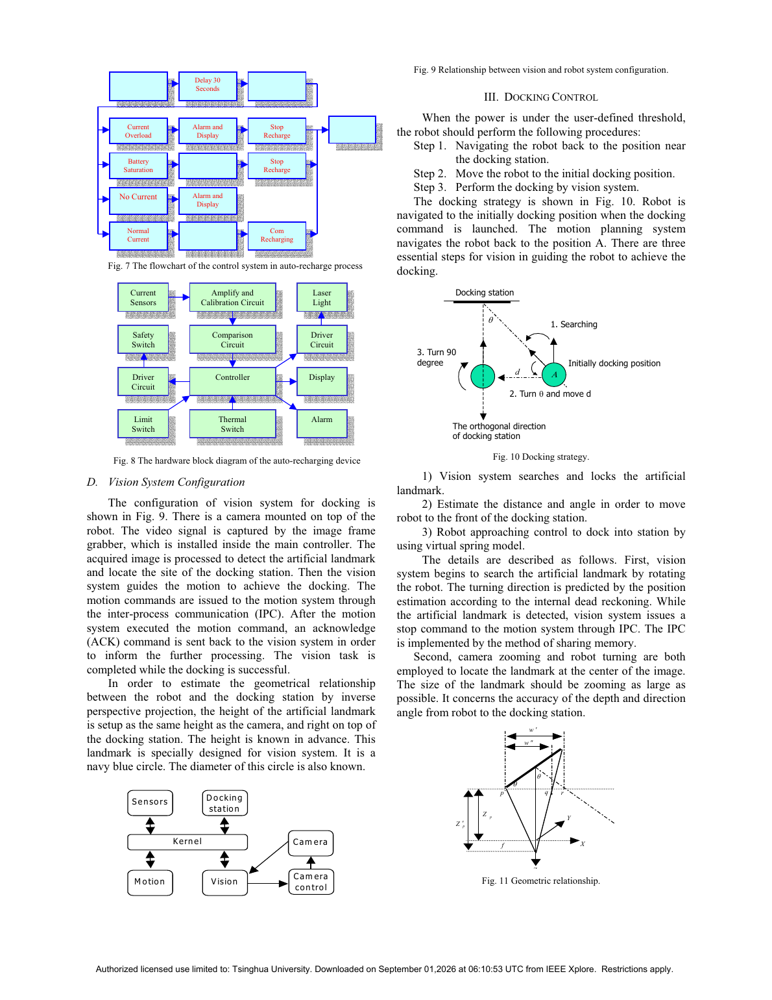 Delay 30
Seconds
Current
Overload
Alarm and
Display
Stop
Recharge
Battery
Saturation
Stop
Recharge
No Current
Alarm and
Display
Normal
Current
Com
Recharging
Fig. 7 The flowchart of the control system in auto-recharge process
Current
Sensors
Amplify and
Calibration Circuit
Laser
Light
Safety
Switch
Comparison
Circuit
Driver
Circuit
Driver
Circuit
Controller
Display
Limit
Switch
Thermal
Switch
Alarm
Fig. 8 The hardware block diagram of the auto-recharging device
D. Vision System Configuration
The configuration of vision system for docking is
shown in Fig. 9. There is a camera mounted on top of the
robot. The video signal is captured by the image frame
grabber, which is installed inside the main controller. The
acquired image is processed to detect the artificial landmark
and locate the site of the docking station. Then the vision
system guides the motion to achieve the docking. The
motion commands are issued to the motion system through
the inter-process communication (IPC). After the motion
system executed the motion command, an acknowledge
(ACK) command is sent back to the vision system in order
to inform the further processing. The vision task is
completed while the docking is successful.
In order to estimate the geometrical relationship
between the robot and the docking station by inverse
perspective projection, the height of the artificial landmark
is setup as the same height as the camera, and right on top of
the docking station. The height is known in advance. This
landmark is specially designed for vision system. It is a
navy blue circle. The diameter of this circle is also known.
Sensors
Docking
station
Kernel
Camera
Motion
Vision
Camera
control
Fig. 9 Relationship between vision and robot system configuration.
III. DOCKING CONTROL
When the power is under the user-defined threshold,
the robot should perform the following procedures:
Step 1. Navigating the robot back to the position near
the docking station.
Step 2. Move the robot to the initial docking position.
Step 3. Perform the docking by vision system.
The docking strategy is shown in Fig. 10. Robot is
navigated to the initially docking position when the docking
command is launched. The motion planning system
navigates the robot back to the position A. There are three
essential steps for vision in guiding the robot to achieve the
docking.
Docking station
θ
1. Searching
3. Turn 90
degree
Initially docking position
d
A
2. Turn θ and move d
The orthogonal direction
of docking station
Fig. 10 Docking strategy.
1) Vision system searches and locks the artificial
landmark.
2) Estimate the distance and angle in order to move
robot to the front of the docking station.
3) Robot approaching control to dock into station by
using virtual spring model.
The details are described as follows. First, vision
system begins to search the artificial landmark by rotating
the robot. The turning direction is predicted by the position
estimation according to the internal dead reckoning. While
the artificial landmark is detected, vision system issues a
stop command to the motion system through IPC. The IPC
is implemented by the method of sharing memory.
Second, camera zooming and robot turning are both
employed to locate the landmark at the center of the image.
The size of the landmark should be zooming as large as
possible. It concerns the accuracy of the depth and direction
angle from robot to the docking station.
w'
w"
θ
θ
p
q
r
Z p
Z'p
Y
X
f
Fig. 11 Geometric relationship.
Authorized licensed use limited to: Tsinghua University. Downloaded on September 01,2026 at 06:10:53 UTC from IEEE Xplore. Restrictions apply.